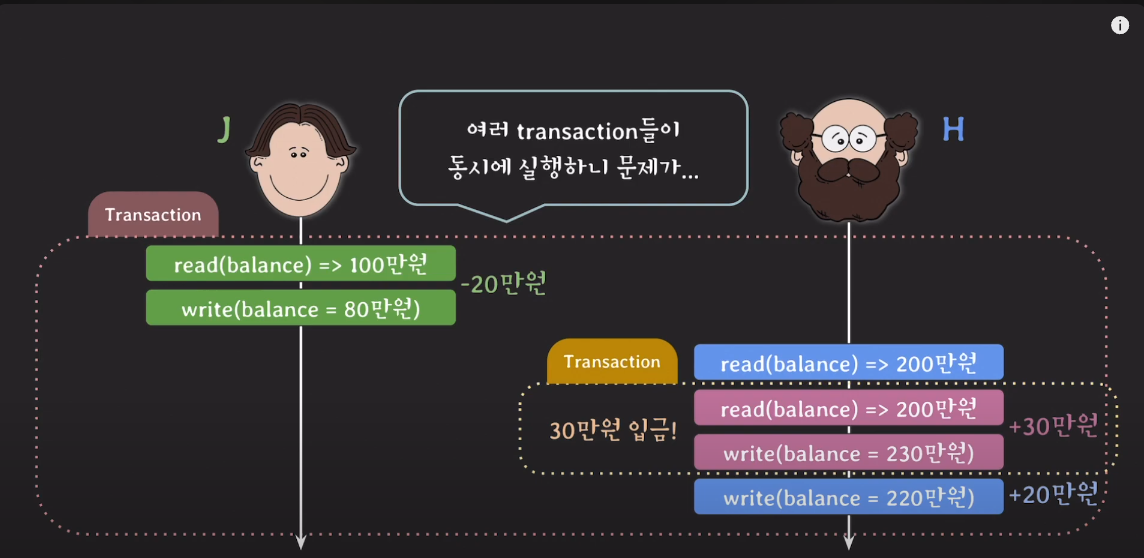 J
여러 transaction들이
동시에 실행하니 문제가...
H
Transaction
read(balance) => 100만원
-20만원
write(balance = 80만원)
Transaction
read(balance) => 200만원
read(balance) => 200만원
30만원 입금!
+30만원
write(balance = 230만원)
write(balance = 220만원)
+20만원